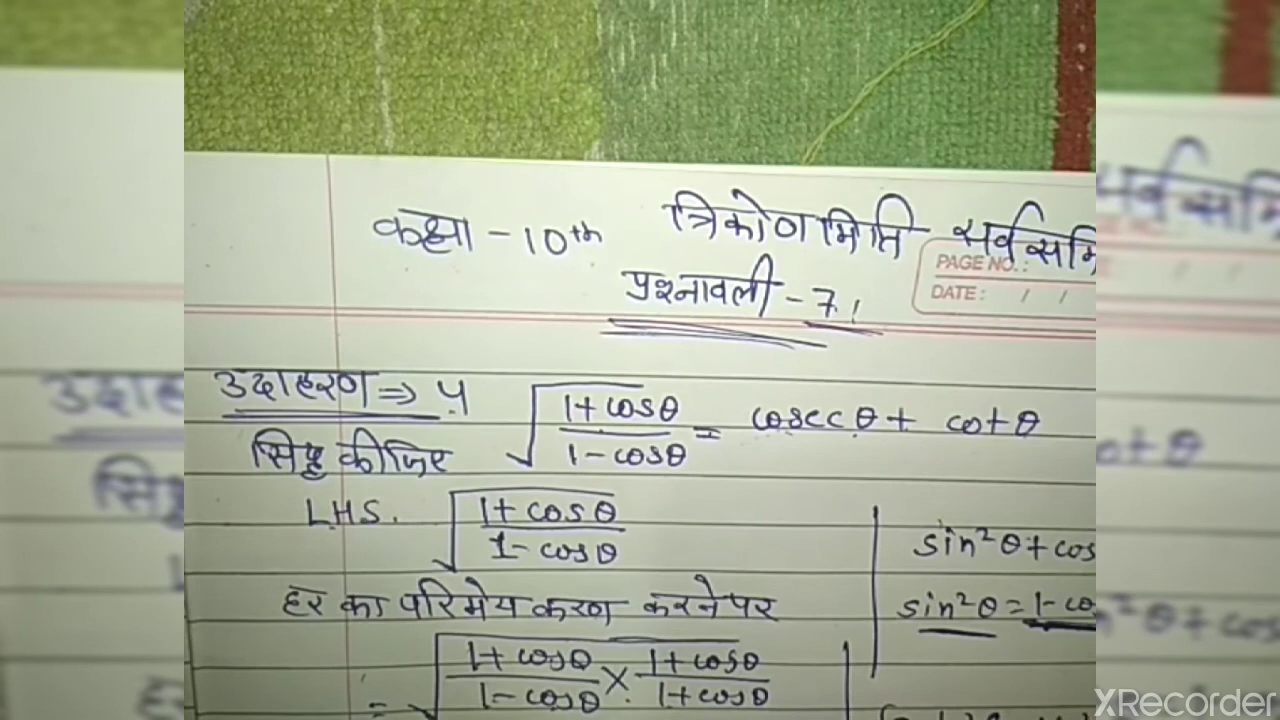 कक्षा - 10th त्रिकोणमिति सर्वसमि
PAGE NO.:
DATE: / /
प्रश्नावली - 7.1
उदाहरण ⇒ 4 √(1+cosθ / 1-cosθ) = cosecθ + cotθ
सिद्ध कीजिए
L.H.S. √(1+cosθ / 1-cosθ)
sin²θ + cos
हर का परिमेय करण करने पर
sin²θ = 1-co
= √(1+cosθ / 1-cosθ × 1+cosθ / 1+cosθ)
XRecorder